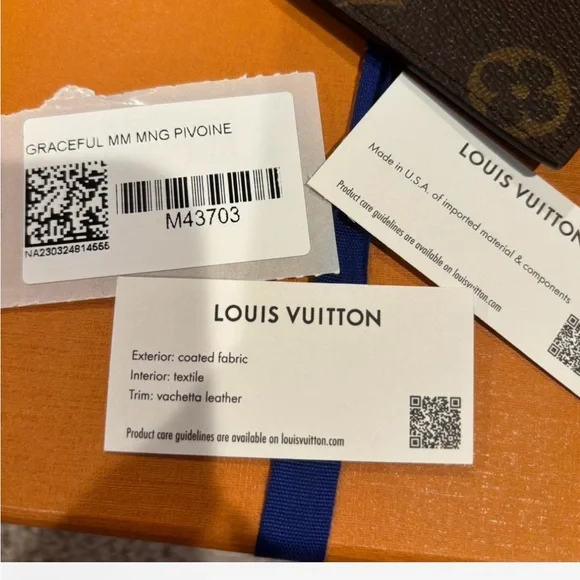 GRACEFUL MM MNG PIVOINE
M43703
NA230324814555
LOUIS VUITTON
Made in U.S.A. of imported material & components
Product care guidelines are available on louisvuitton.com
LOUIS VUITTON
Exterior: coated fabric
Interior: textile
Trim: vachetta leather
Product care guidelines are available on louisvuitton.com